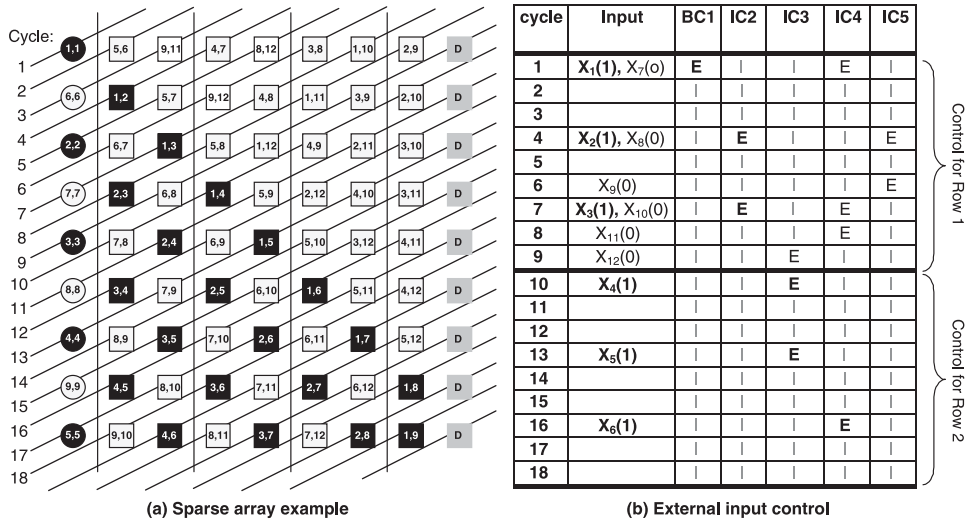 Cycle:
1,1 5,6 9,11 4,7 8,12 3,8 1,10 2,9 D
1
2
6,6 1,2 5,7 9,12 4,8 1,11 3,9 2,10 D
3
4
2,2 6,7 1,3 5,8 1,12 4,9 2,11 3,10 D
5
6
7,7 2,3 6,8 1,4 5,9 2,12 4,10 3,11 D
7
8
3,3 7,8 2,4 6,9 1,5 5,10 3,12 4,11 D
9
10
8,8 3,4 7,9 2,5 6,10 1,6 5,11 4,12 D
11
12
4,4 8,9 3,5 7,10 2,6 6,11 1,7 5,12 D
13
14
9,9 4,5 8,10 3,6 7,11 2,7 6,12 1,8 D
15
16
5,5 9,10 4,6 8,11 3,7 7,12 2,8 1,9 D
17
18
(a) Sparse array example
cycle Input BC1 IC2 IC3 IC4 IC5
1 X1(1), X7(o) E I I E I
2 I I I I I
3 I I I I I
4 X2(1), X8(0) I E I I E
5 I I I I I
6 X9(0) I I I I E
7 X3(1), X10(0) I E I E I
8 X11(0) I I I E I
9 X12(0) I I E I I
10 X4(1) I I E I I
11 I I I I I
12 I I I I I
13 X5(1) I I E I I
14 I I I I I
15 I I I I I
16 X6(1) I I I E I
17 I I I I I
18 I I I I I
Control for Row 1
Control for Row 2
(b) External input control